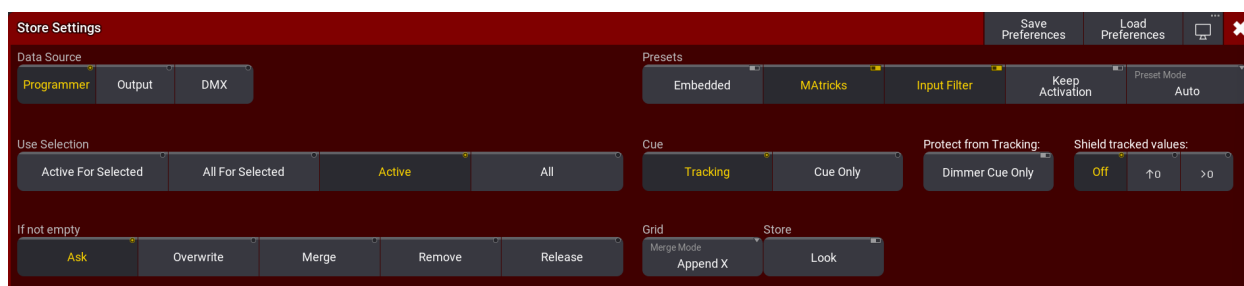 Store Settings
Save
Preferences
Load
Preferences
Data Source
Programmer
Output
DMX
Presets
Embedded
MAtricks
Input Filter
Keep
Activation
Preset Mode
Auto
Use Selection
Active For Selected
All For Selected
Active
All
Cue
Tracking
Cue Only
Protect from Tracking:
Dimmer Cue Only
Shield tracked values:
Off
↑0
>0
If not empty
Ask
Overwrite
Merge
Remove
Release
Grid
Merge Mode
Append X
Store
Look